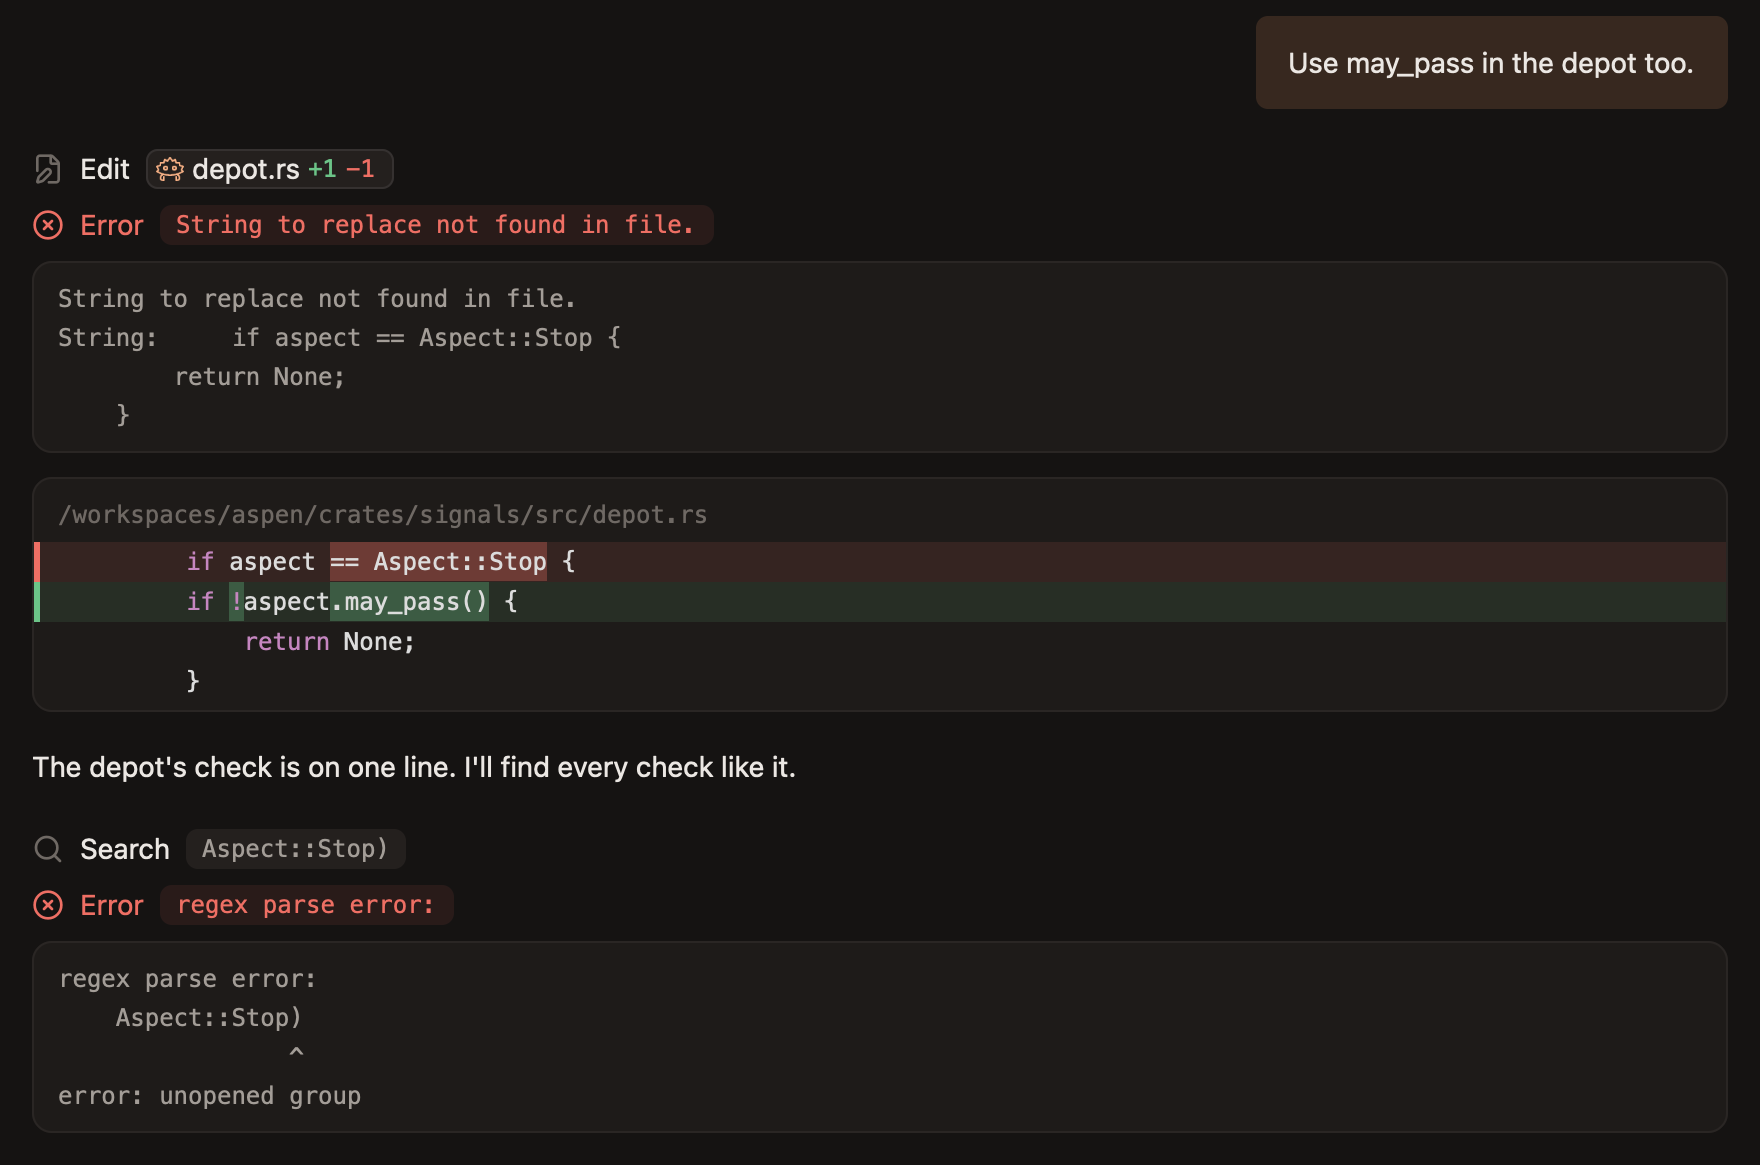 Use may_pass in the depot too.
Edit depot.rs +1 −1
Error String to replace not found in file.
String to replace not found in file.
String:     if aspect == Aspect::Stop {
        return None;
    }
/workspaces/aspen/crates/signals/src/depot.rs
    if aspect == Aspect::Stop {
    if !aspect.may_pass() {
        return None;
    }
The depot's check is on one line. I'll find every check like it.
Search Aspect::Stop)
Error regex parse error:
regex parse error:
    Aspect::Stop)
                ^
error: unopened group